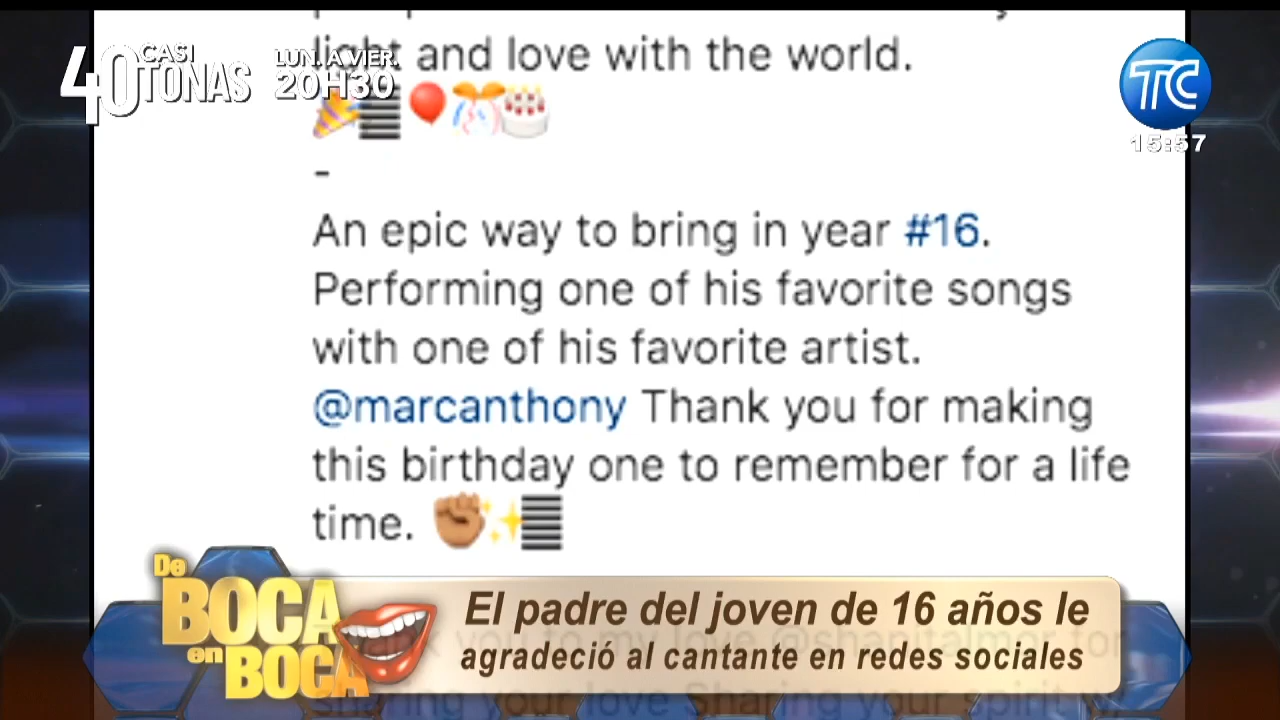 light and love with the world.
40 CASI TONAS
LUN. A VIER.
20H30
TC
15:57
-
An epic way to bring in year #16.
Performing one of his favorite songs
with one of his favorite artist.
@marcanthony Thank you for making
this birthday one to remember for a life
time.
De
BOCA
en
BOCA
El padre del joven de 16 años le
agradeció al cantante en redes sociales